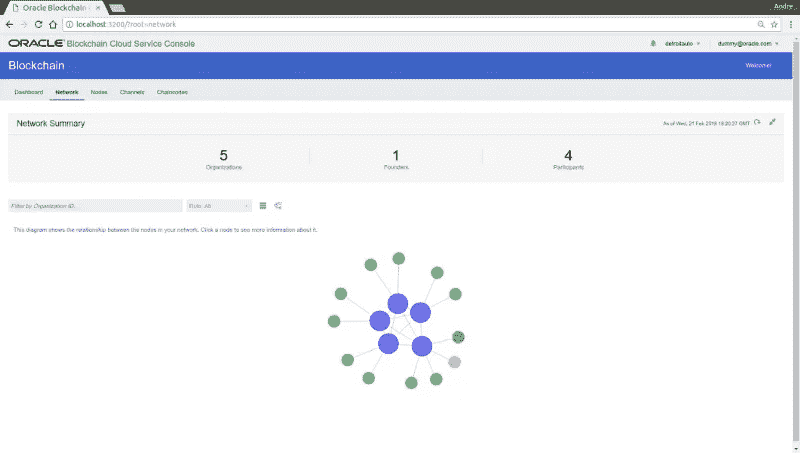 Oracle Blockchain
Andre
localhost:3200/?root=network
ORACLE Blockchain Cloud Service Console
detroitauto
dummy@oracle.com
Blockchain
Welcome!
Dashboard
Network
Nodes
Channels
Chaincodes
Network Summary
As of Wed, 21 Feb 2018 19:20:37 GMT
5
1
4
Organizations
Founders
Participants
Filter by Organization ID...
Role: All
This diagram shows the relationship between the nodes in your network. Click a node to see more information about it.